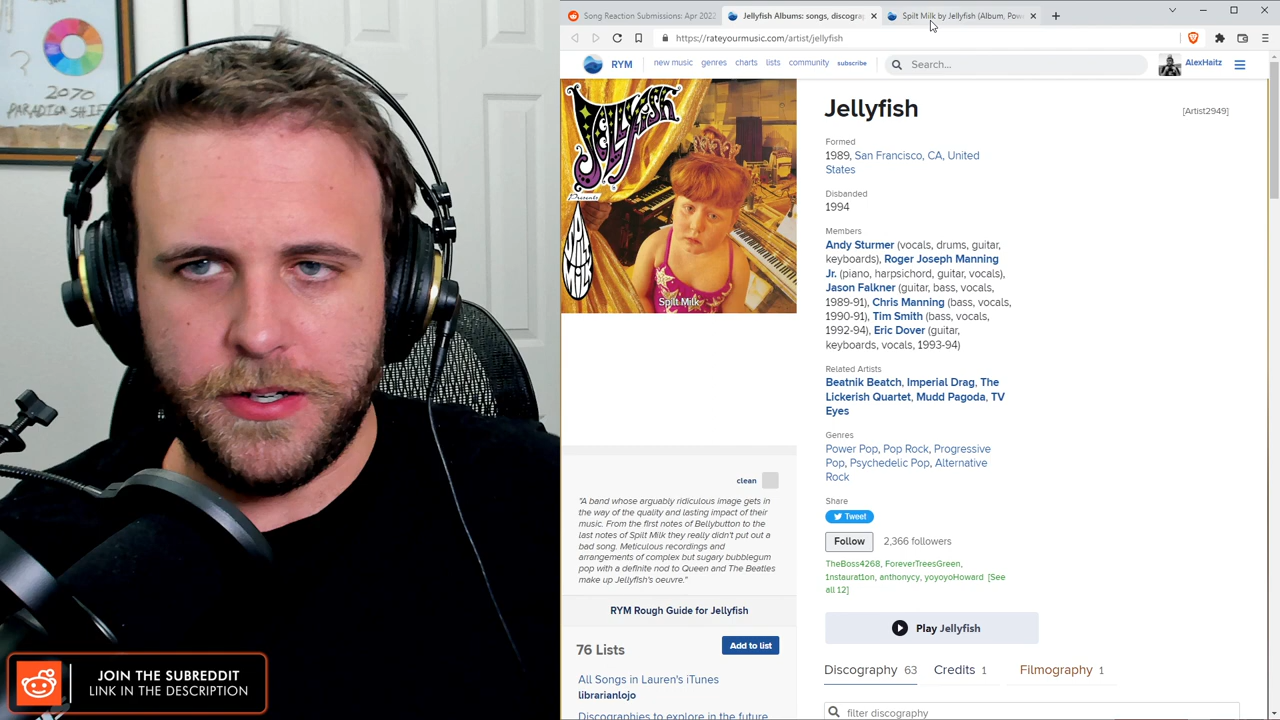 2070
PARADIGM SHIFT
JOIN THE SUBREDDIT
LINK IN THE DESCRIPTION
Song Reaction Submissions: Apr 2022
Jellyfish Albums: songs, discogra
Spilt Milk by Jellyfish (Album, Pow
https://rateyourmusic.com/artist/jellyfish
RYM
new music genres charts lists community subscribe
Search...
AlexHaitz
Jellyfish
Presents
Spilt Milk
Jellyfish
[Artist2949]
Formed
1989, San Francisco, CA, United
States
Disbanded
1994
Members
Andy Sturmer (vocals, drums, guitar,
keyboards), Roger Joseph Manning
Jr. (piano, harpsichord, guitar, vocals),
Jason Falkner (guitar, bass, vocals,
1989-91), Chris Manning (bass, vocals,
1990-91), Tim Smith (bass, vocals,
1992-94), Eric Dover (guitar,
keyboards, vocals, 1993-94)
Related Artists
Beatnik Beatch, Imperial Drag, The
Lickerish Quartet, Mudd Pagoda, TV
Eyes
Genres
Power Pop, Pop Rock, Progressive
Pop, Psychedelic Pop, Alternative
Rock
Share
Tweet
Follow 2,366 followers
TheBoss4268, ForeverTreesGreen,
1nstaurat1on, anthonycy, yoyoyoHoward [See
all 12]
Play Jellyfish
Discography 63 Credits 1 Filmography 1
filter discography
clean
"A band whose arguably ridiculous image gets in
the way of the quality and lasting impact of their
music. From the first notes of Bellybutton to the
last notes of Spilt Milk they really didn't put out a
bad song. Meticulous recordings and
arrangements of complex but sugary bubblegum
pop with a definite nod to Queen and The Beatles
make up Jellyfish's oeuvre."
RYM Rough Guide for Jellyfish
76 Lists
Add to list
All Songs in Lauren's iTunes
librarianlojo
Discographies to explore in the future